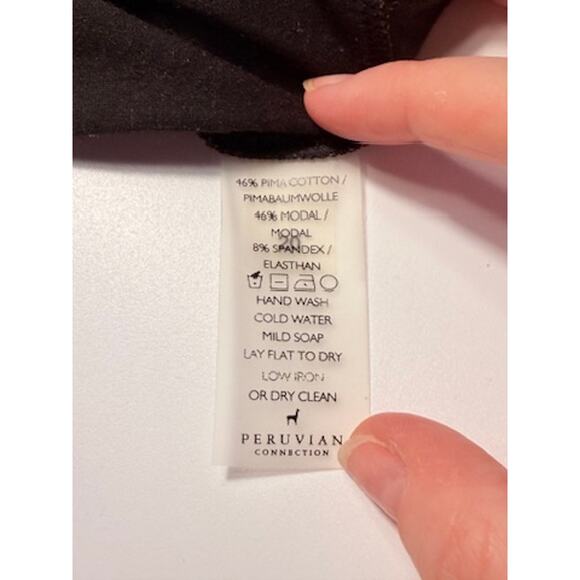 46% PIMA COTTON /
PIMABAUMWOLLE
46% MODAL /
MODAL
20
8% SPANDEX /
ELASTHAN
HAND WASH
COLD WATER
MILD SOAP
LAY FLAT TO DRY
LOW IRON
OR DRY CLEAN
PERUVIAN
CONNECTION